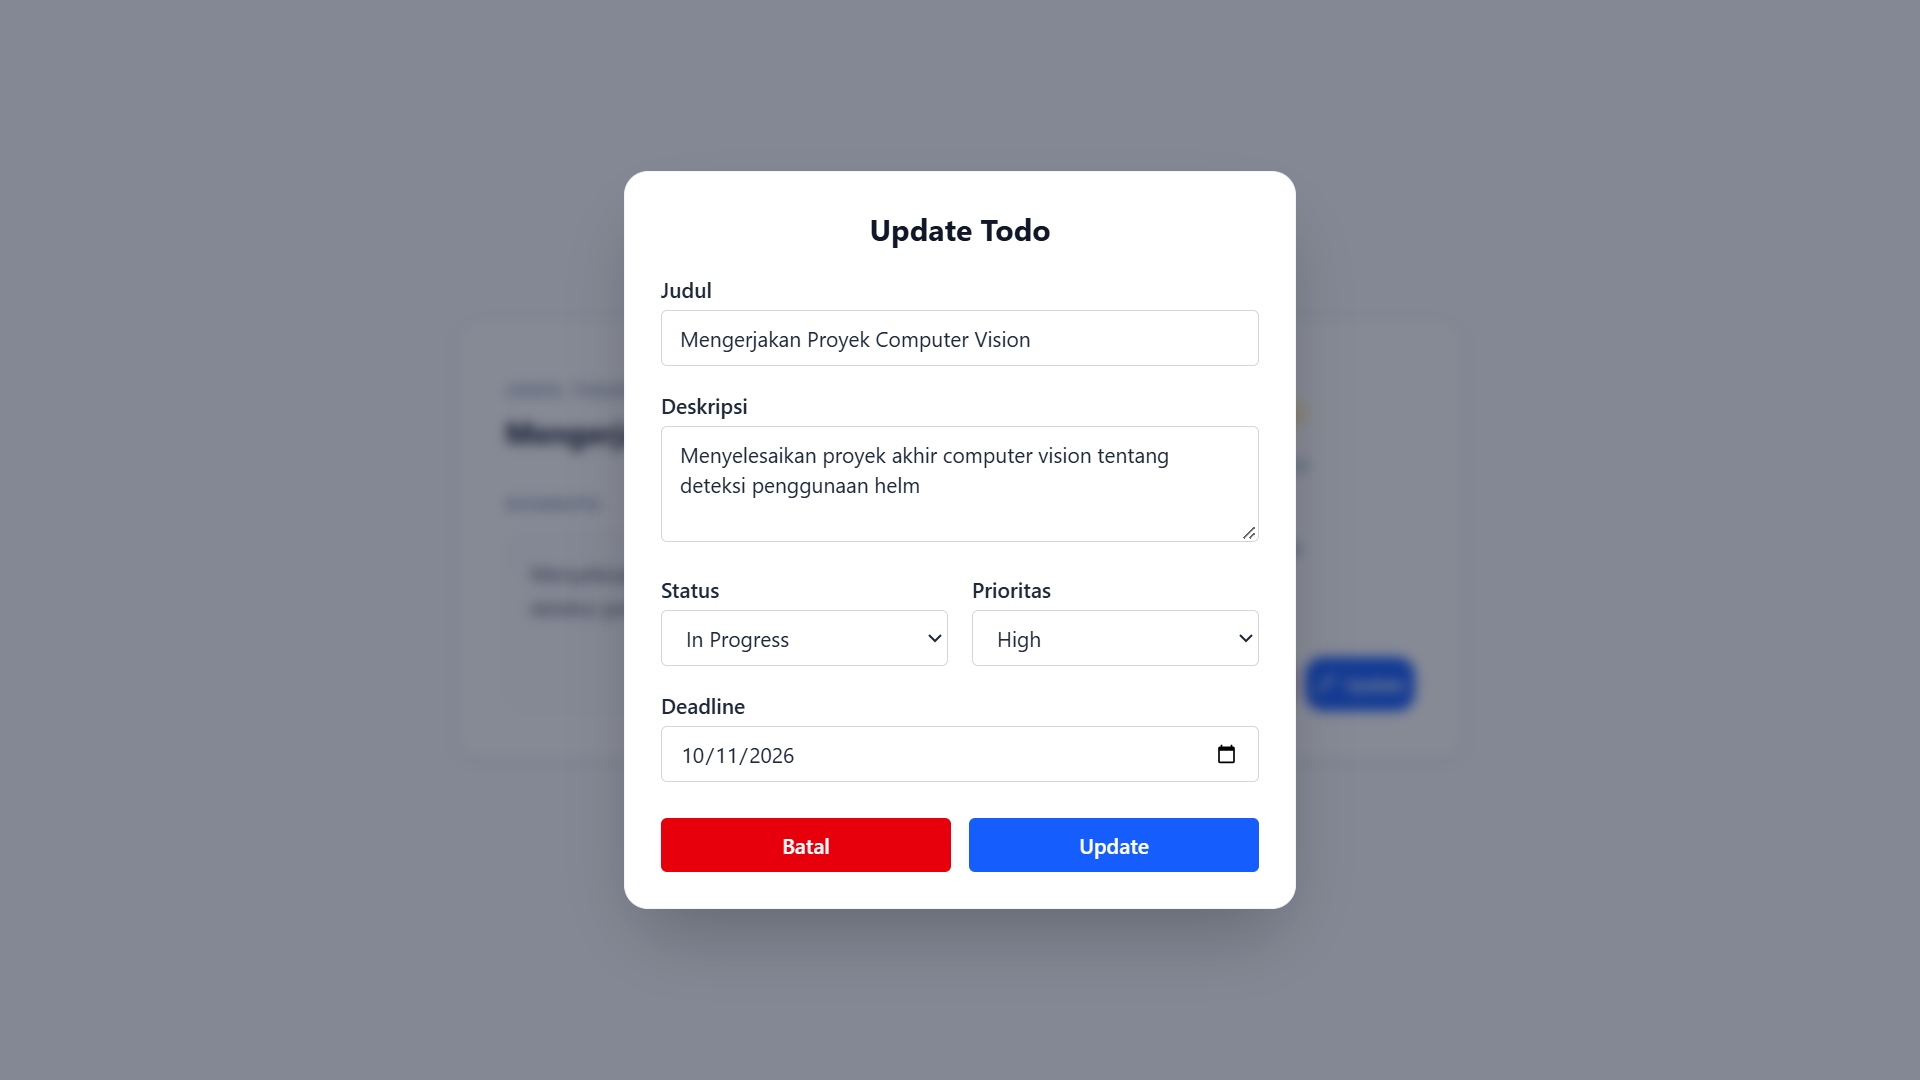 Update Todo
Judul
Mengerjakan Proyek Computer Vision
Deskripsi
Menyelesaikan proyek akhir computer vision tentang
deteksi penggunaan helm
Status
Prioritas
In Progress
High
Deadline
10/11/2026
Batal
Update